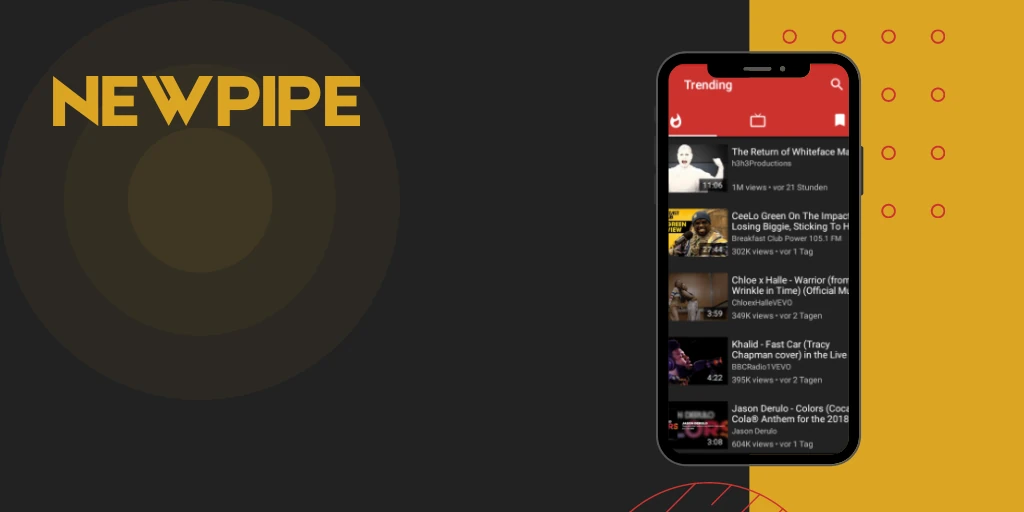 NEWPIPE
Trending
The Return of Whiteface Ma
h3h3Productions
11:06
1M views • vor 21 Stunden
CeeLo Green On The Impact
Losing Biggie, Sticking To H
Breakfast Club Power 105.1 FM
27:44
302K views • vor 1 Tag
Chloe x Halle - Warrior (from
Wrinkle in Time) (Official Mu
ChloexHalleVEVO
3:59
349K views • vor 2 Tagen
Khalid - Fast Car (Tracy
Chapman cover) in the Live
BBCRadio1VEVO
4:22
395K views • vor 2 Tagen
Jason Derulo - Colors (Coca
Cola® Anthem for the 2018
Jason Derulo
3:08
604K views • vor 1 Tag